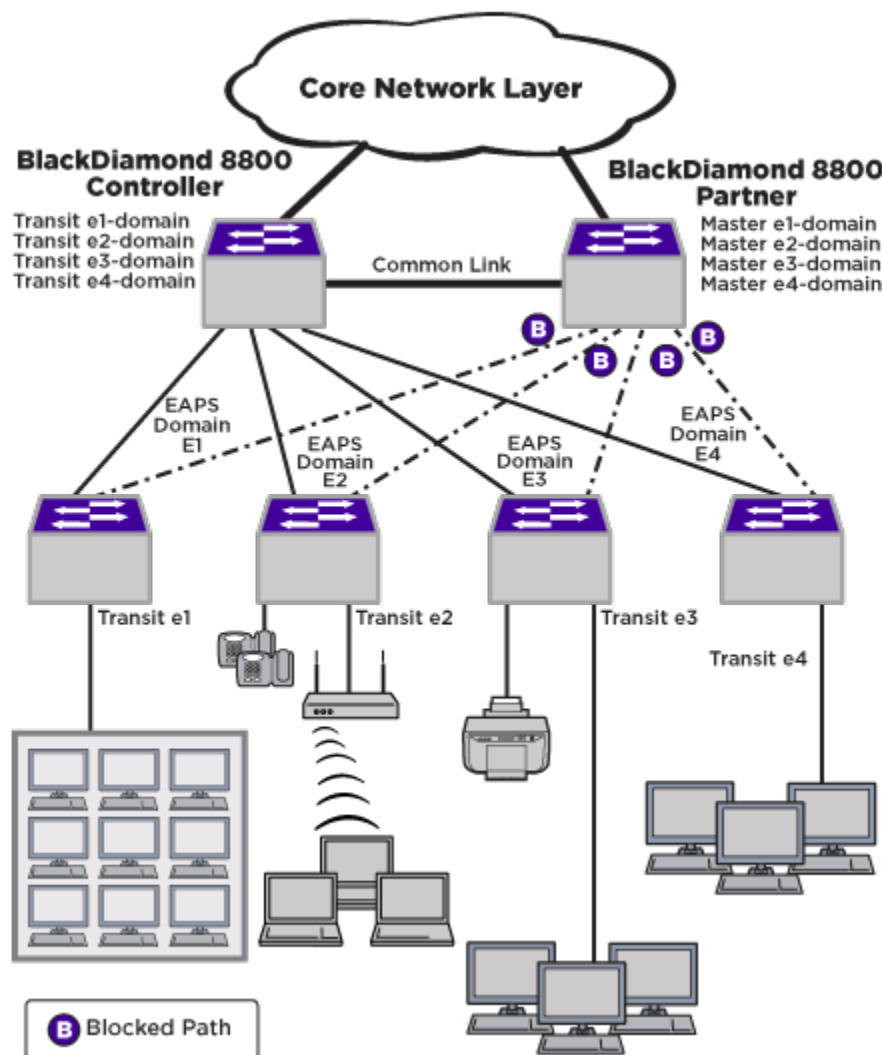 Core Network Layer
BlackDiamond 8800
Controller
Transit e1-domain
Transit e2-domain
Transit e3-domain
Transit e4-domain
BlackDiamond 8800
Partner
Master e1-domain
Master e2-domain
Master e3-domain
Master e4-domain
Common Link
B
B
B
B
EAPS
Domain
E1
EAPS
Domain
E2
EAPS
Domain
E3
EAPS
Domain
E4
Transit e1
Transit e2
Transit e3
Transit e4
B Blocked Path